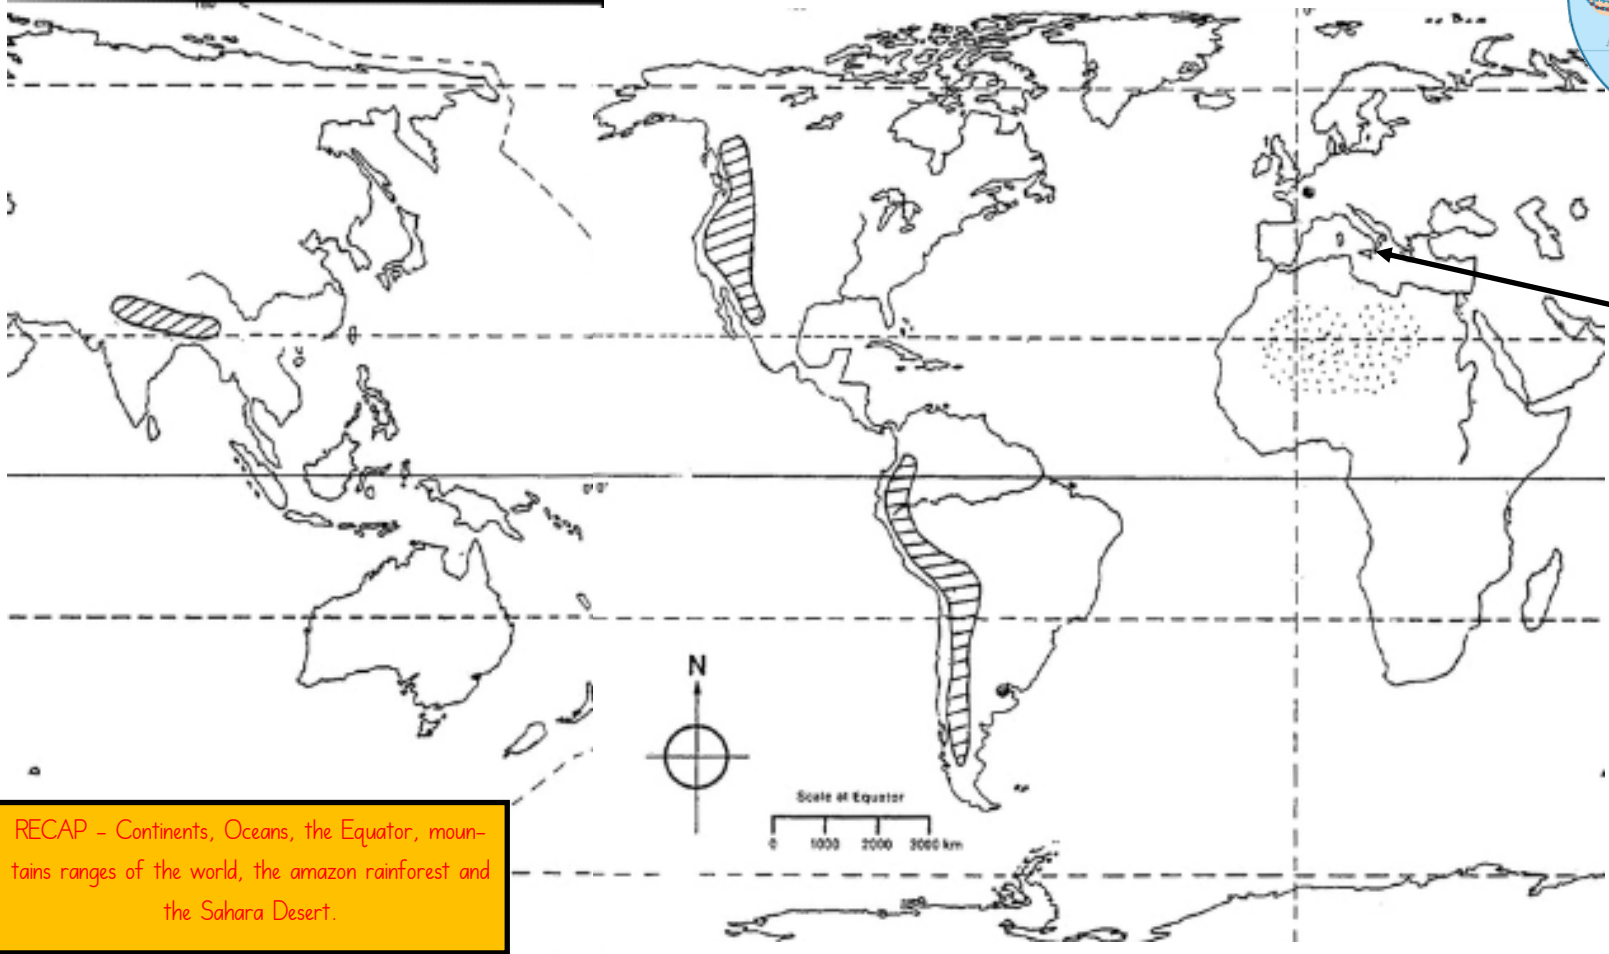 0°
N
Scale at Equator
0 1000 2000 3000 km
RECAP - Continents, Oceans, the Equator, moun-
tains ranges of the world, the amazon rainforest and
the Sahara Desert.